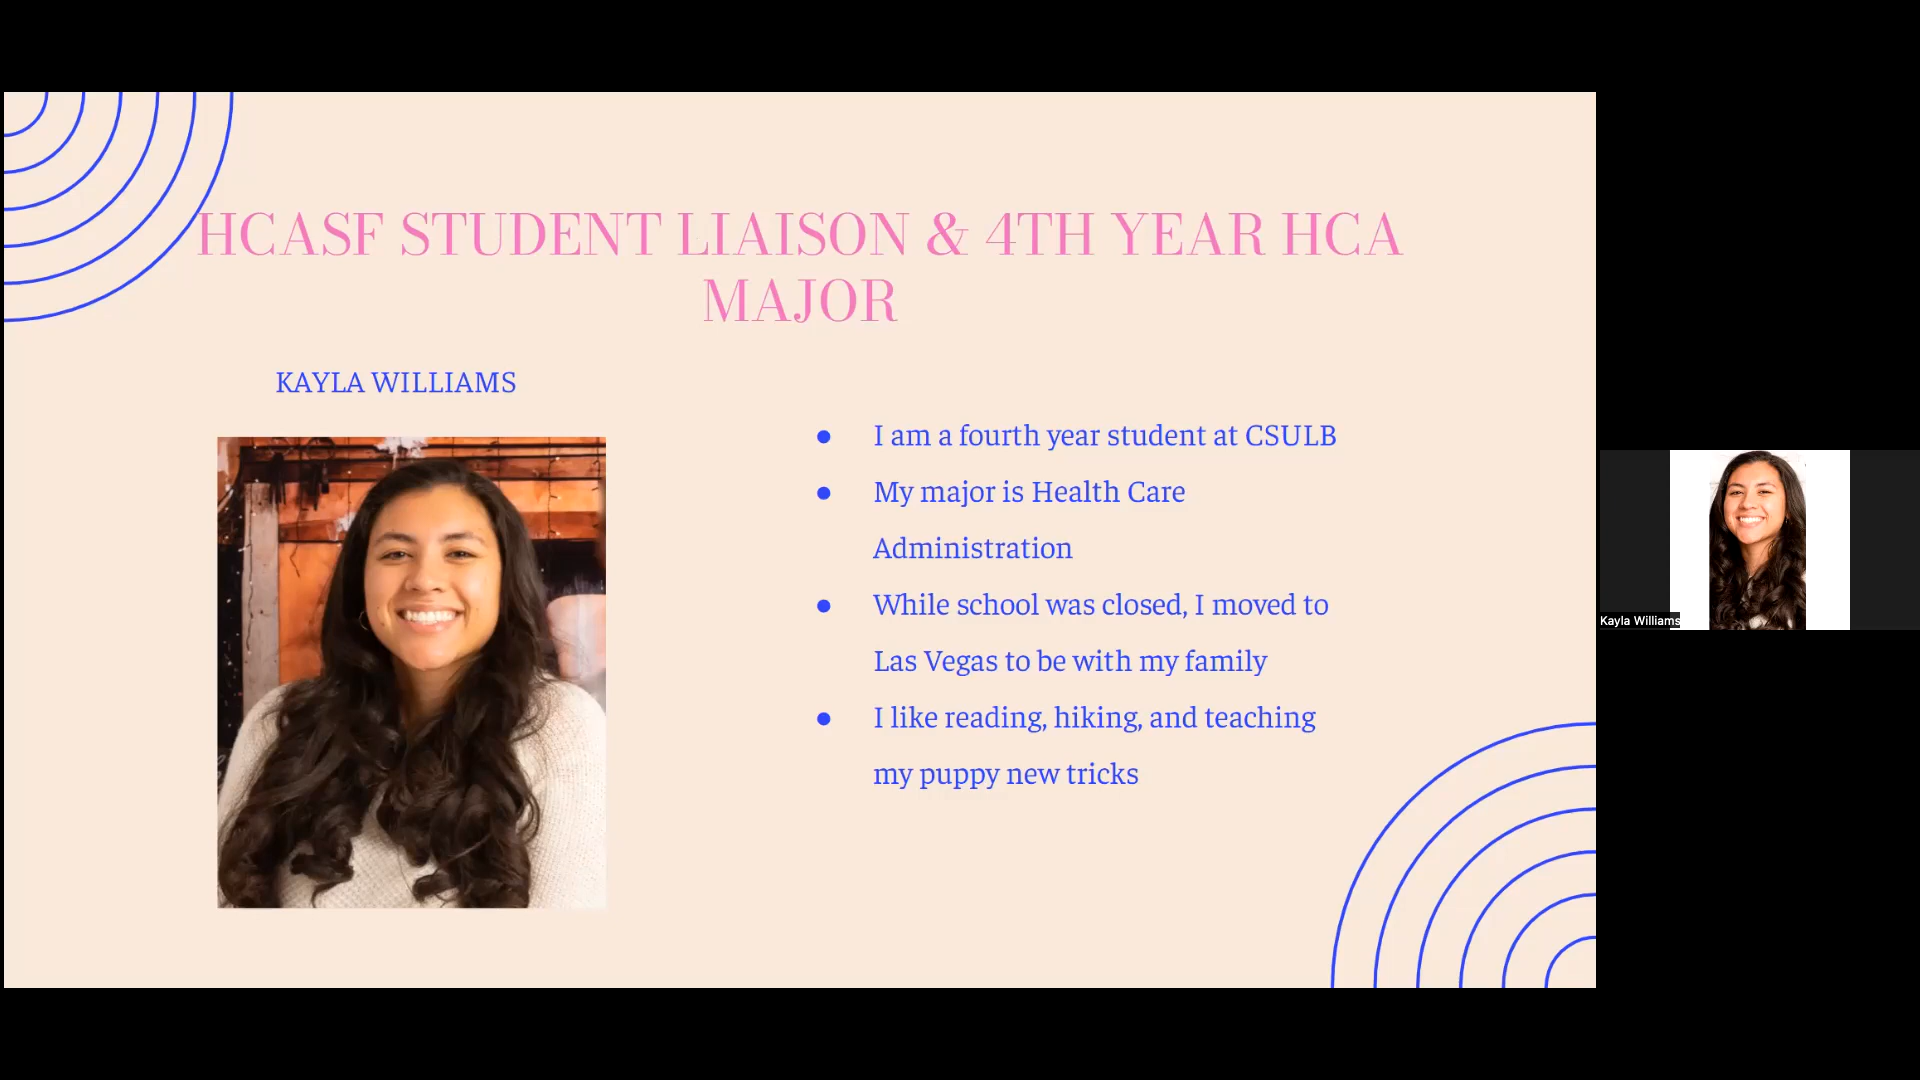 HCASF STUDENT LIAISON & 4TH YEAR HCA
MAJOR
KAYLA WILLIAMS
● I am a fourth year student at CSULB
● My major is Health Care
Administration
● While school was closed, I moved to
Las Vegas to be with my family
● I like reading, hiking, and teaching
my puppy new tricks
Kayla Williams